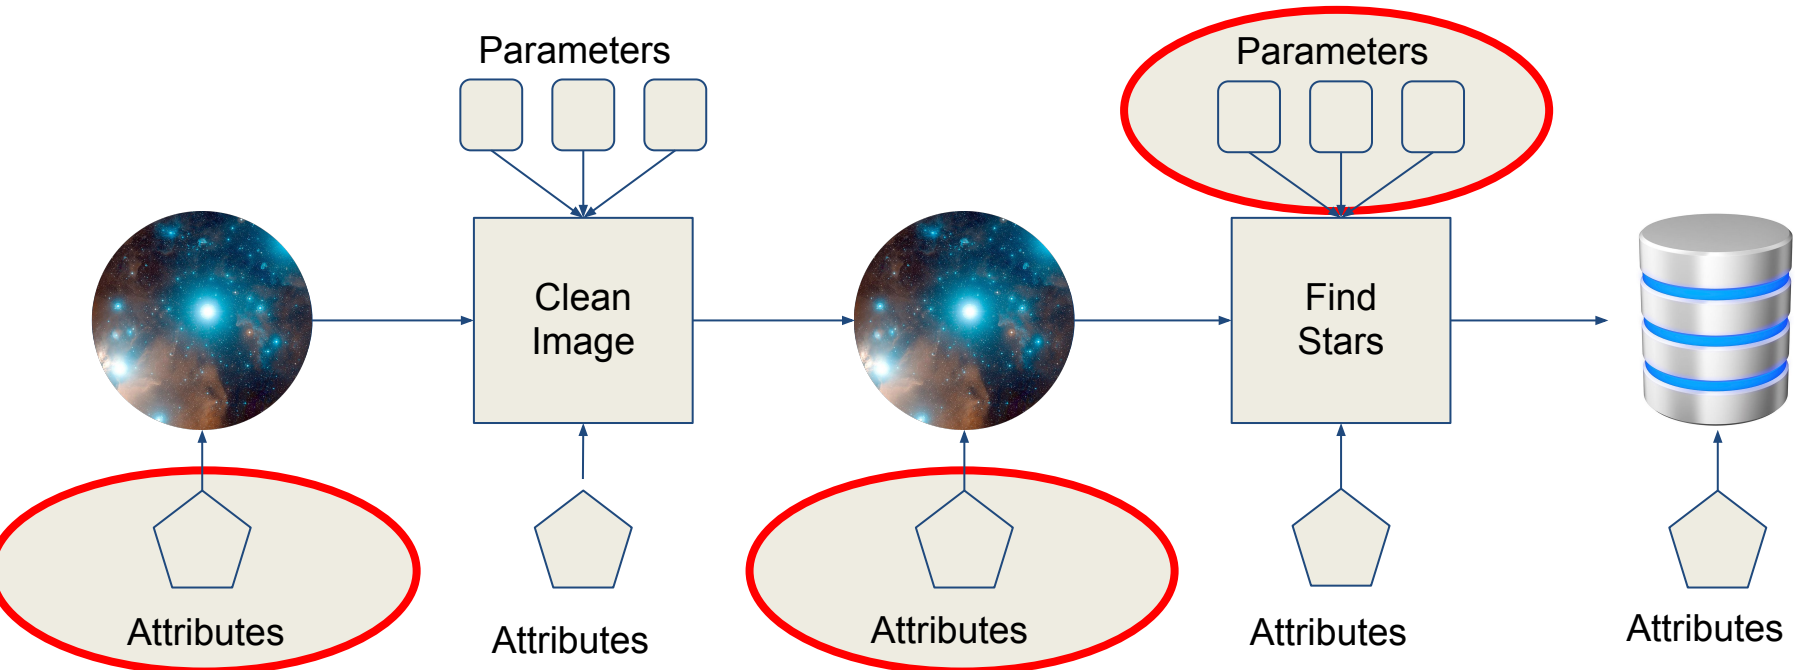 Parameters
Parameters
Clean
Image
Find
Stars
Attributes
Attributes
Attributes
Attributes
Attributes